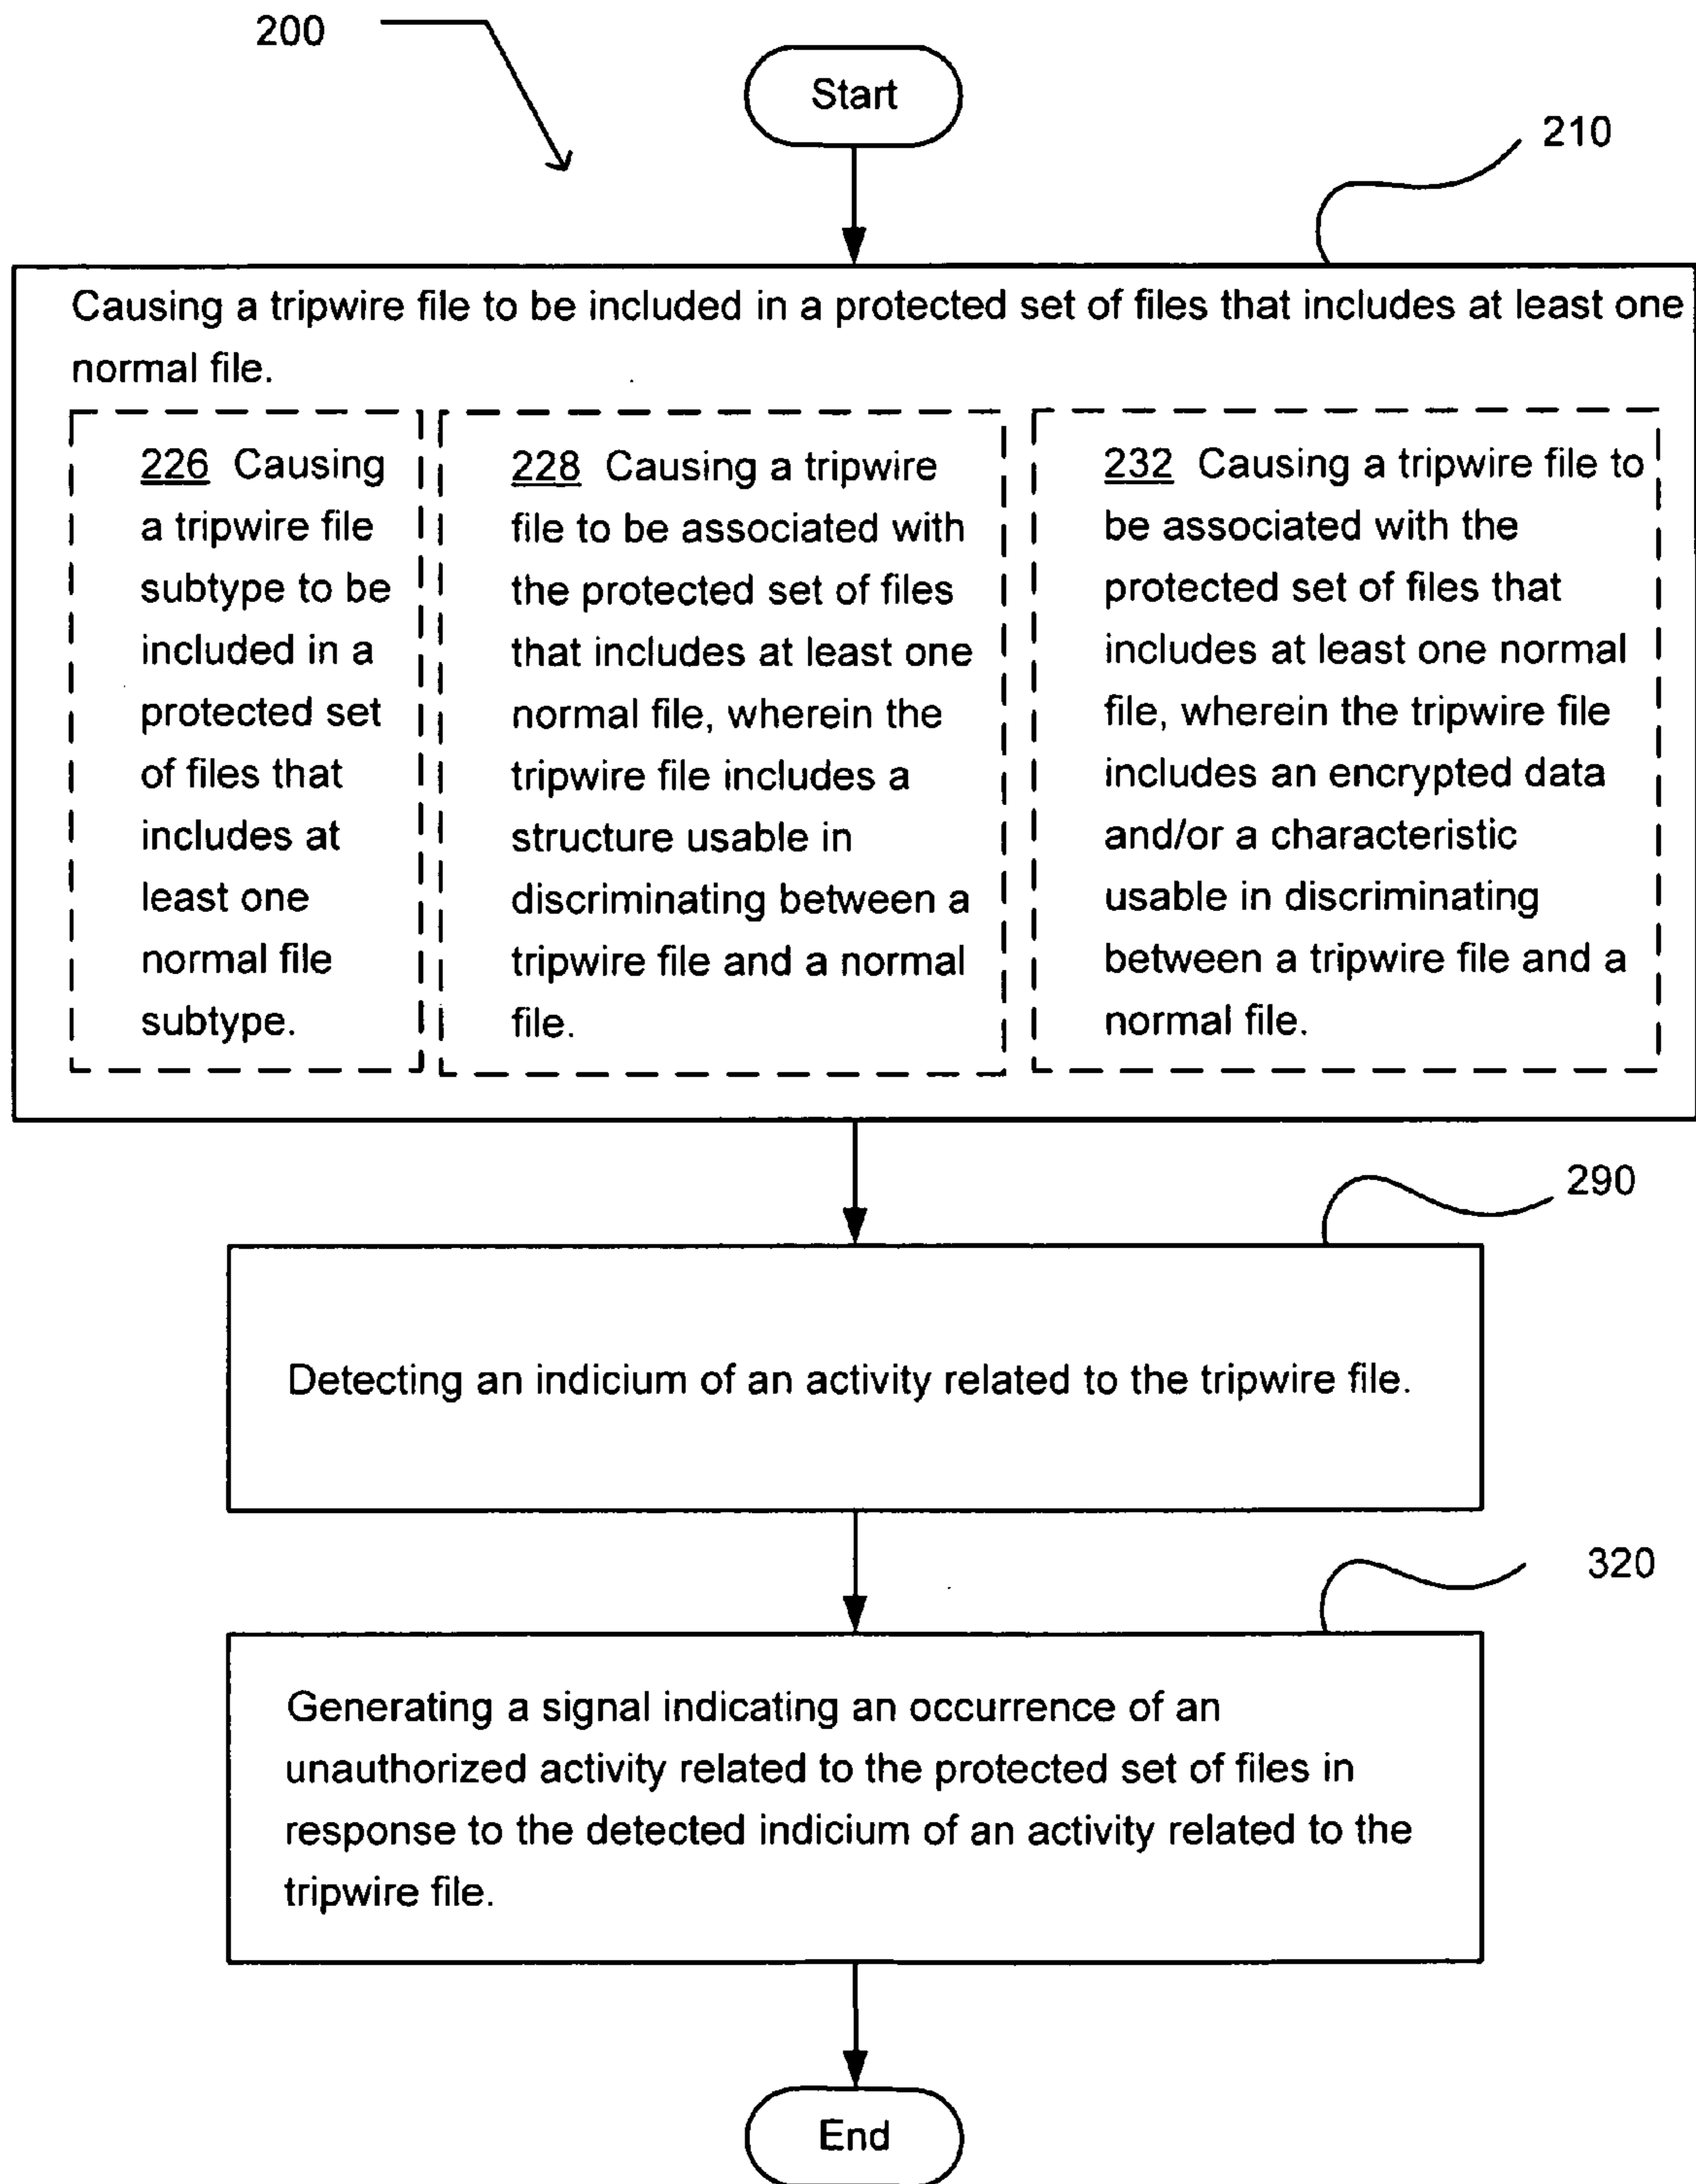 200
Start
210
Causing a tripwire file to be included in a protected set of files that includes at least one
normal file.
226 Causing
a tripwire file
subtype to be
included in a
protected set
of files that
includes at
least one
normal file
subtype.
228 Causing a tripwire
file to be associated with
the protected set of files
that includes at least one
normal file, wherein the
tripwire file includes a
structure usable in
discriminating between a
tripwire file and a normal
file.
232 Causing a tripwire file to
be associated with the
protected set of files that
includes at least one normal
file, wherein the tripwire file
includes an encrypted data
and/or a characteristic
usable in discriminating
between a tripwire file and a
normal file.
290
Detecting an indicium of an activity related to the tripwire file.
320
Generating a signal indicating an occurrence of an
unauthorized activity related to the protected set of files in
response to the detected indicium of an activity related to the
tripwire file.
End